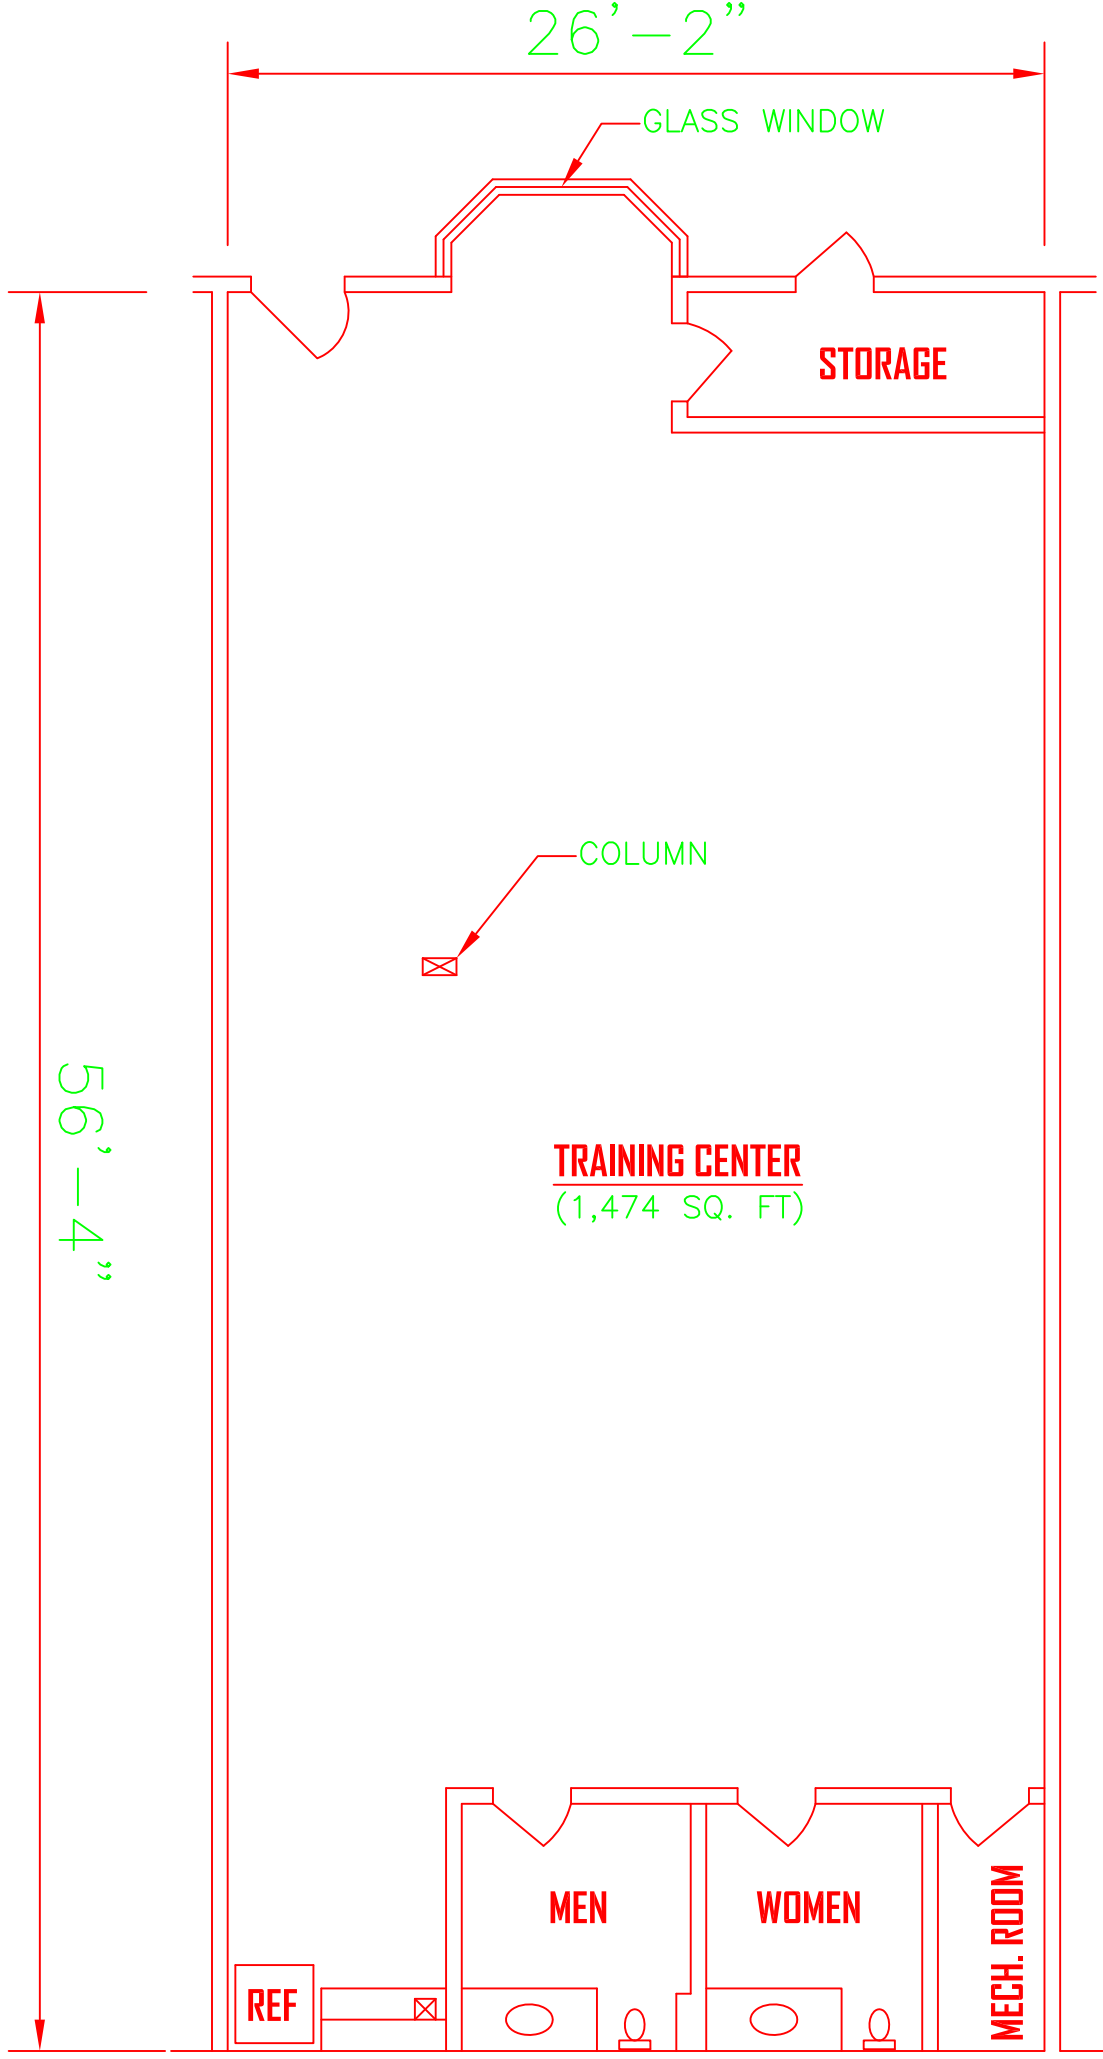 26'-2"
GLASS WINDOW
STORAGE
COLUMN
56'-4"
TRAINING CENTER
(1,474 SQ. FT)
MEN
WOMEN
MECH. ROOM
REF